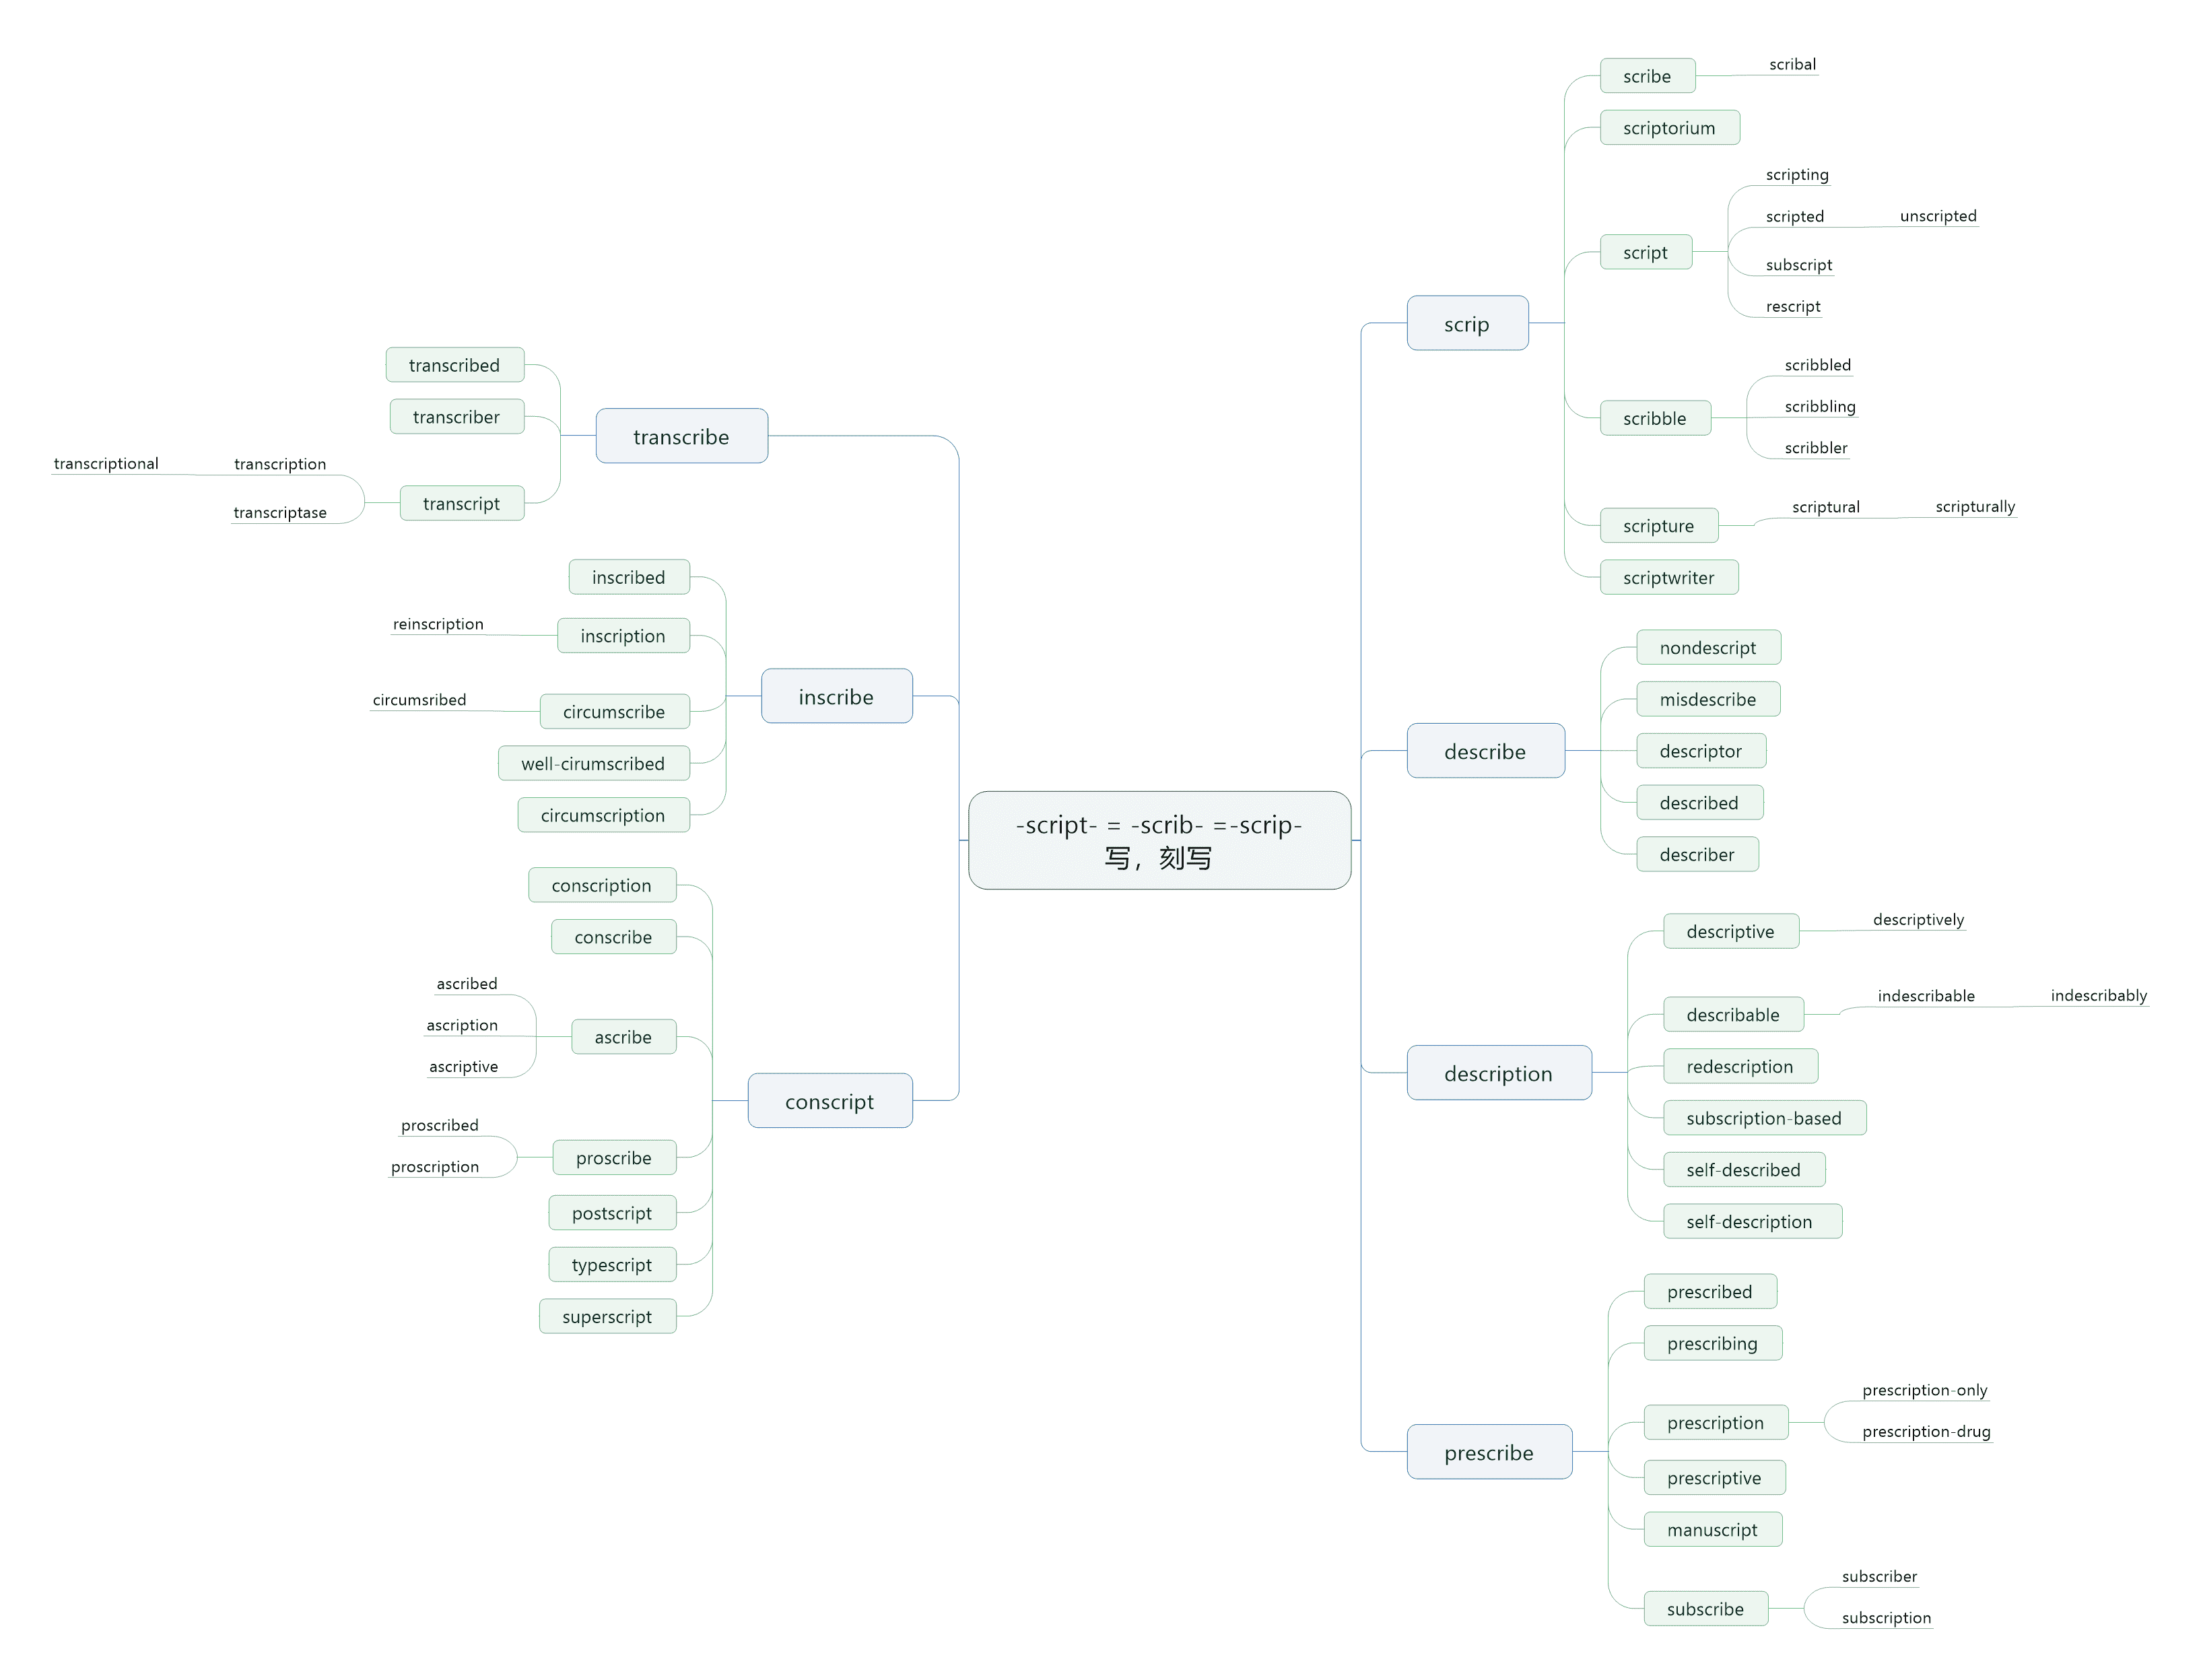 -script- = -scrib- =-scrip-
写，刻写
scrip
scribe
scribal
scriptorium
script
scripting
scripted
unscripted
subscript
rescript
scribble
scribbled
scribbling
scribbler
scripture
scriptural
scripturally
scriptwriter
describe
nondescript
misdescribe
descriptor
described
describer
description
descriptive
descriptively
describable
indescribable
indescribably
redescription
subscription-based
self-described
self-description
prescribe
prescribed
prescribing
prescription
prescription-only
prescription-drug
prescriptive
manuscript
subscribe
subscriber
subscription
transcribe
transcribed
transcriber
transcript
transcription
transcriptional
transcriptase
inscribe
inscribed
inscription
reinscription
circumscribe
circumsribed
well-cirumscribed
circumscription
conscript
conscription
conscribe
ascribe
ascribed
ascription
ascriptive
proscribe
proscribed
proscription
postscript
typescript
superscript